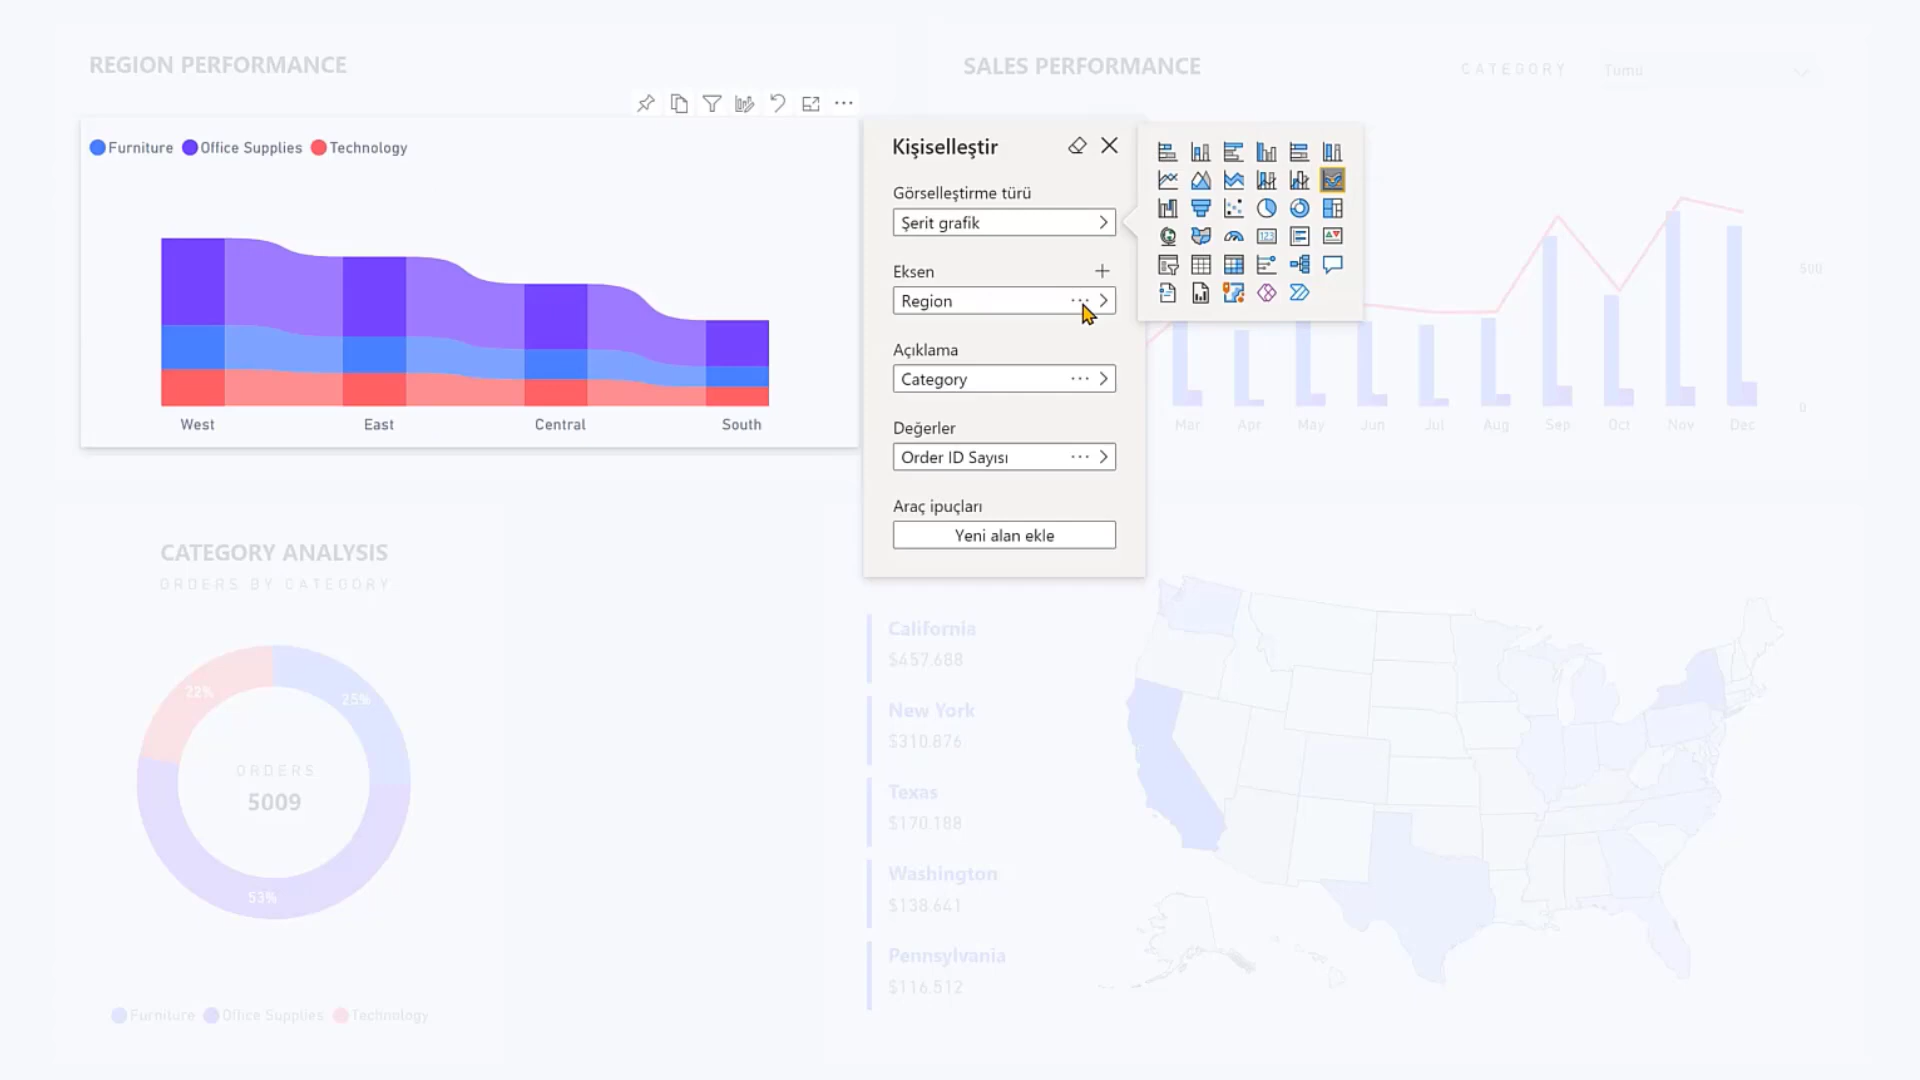 REGION PERFORMANCE
SALES PERFORMANCE
CATEGORY
Tümü
Furniture Office Supplies Technology
West East Central South
Kişiselleştir
Görselleştirme türü
Şerit grafik
Eksen
Region
Açıklama
Category
Değerler
Order ID Sayısı
Araç ipuçları
Yeni alan ekle
123
500
0
Mar Apr May Jun Jul Aug Sep Oct Nov Dec
CATEGORY ANALYSIS
ORDERS BY CATEGORY
22%
25%
ORDERS
5009
53%
Furniture Office Supplies Technology
California
$457.688
New York
$310.876
Texas
$170.188
Washington
$138.641
Pennsylvania
$116.512